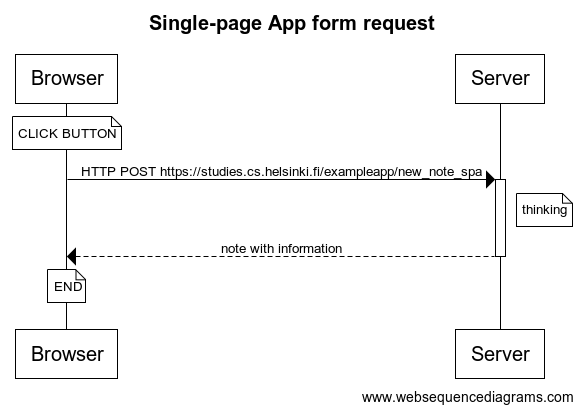 Single-page App form request
Browser
Server
CLICK BUTTON
HTTP POST https://studies.cs.helsinki.fi/exampleapp/new_note_spa
thinking
note with information
END
Browser
Server
www.websequencediagrams.com